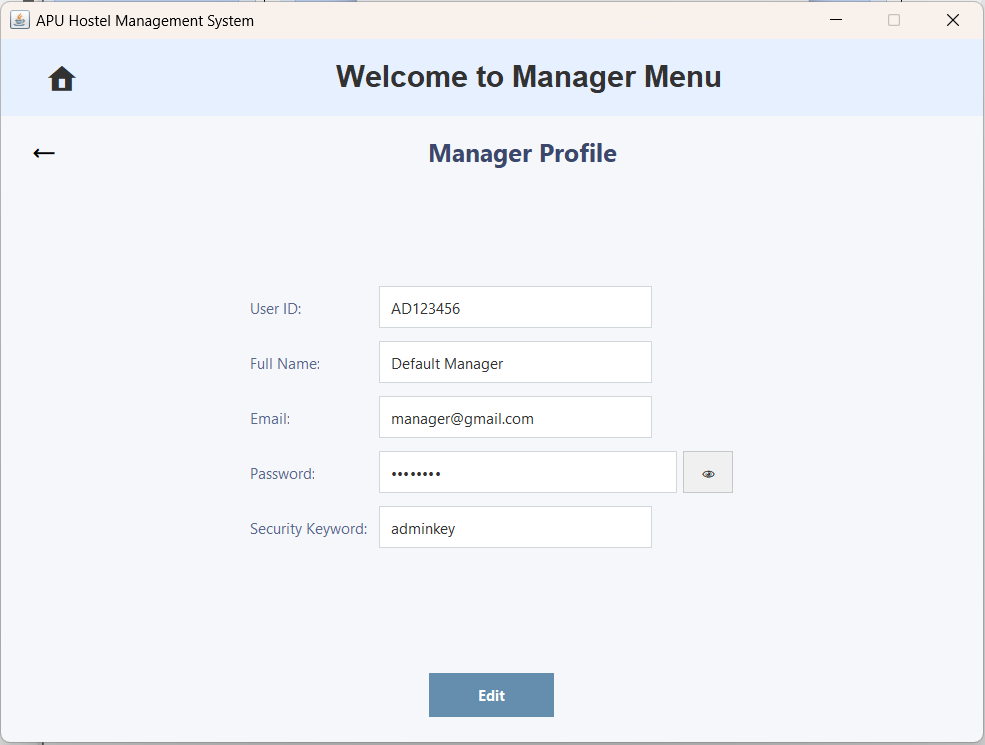 APU Hostel Management System
Welcome to Manager Menu
Manager Profile
User ID: AD123456
Full Name: Default Manager
Email: manager@gmail.com
Password: ••••••••
Security Keyword: adminkey
Edit